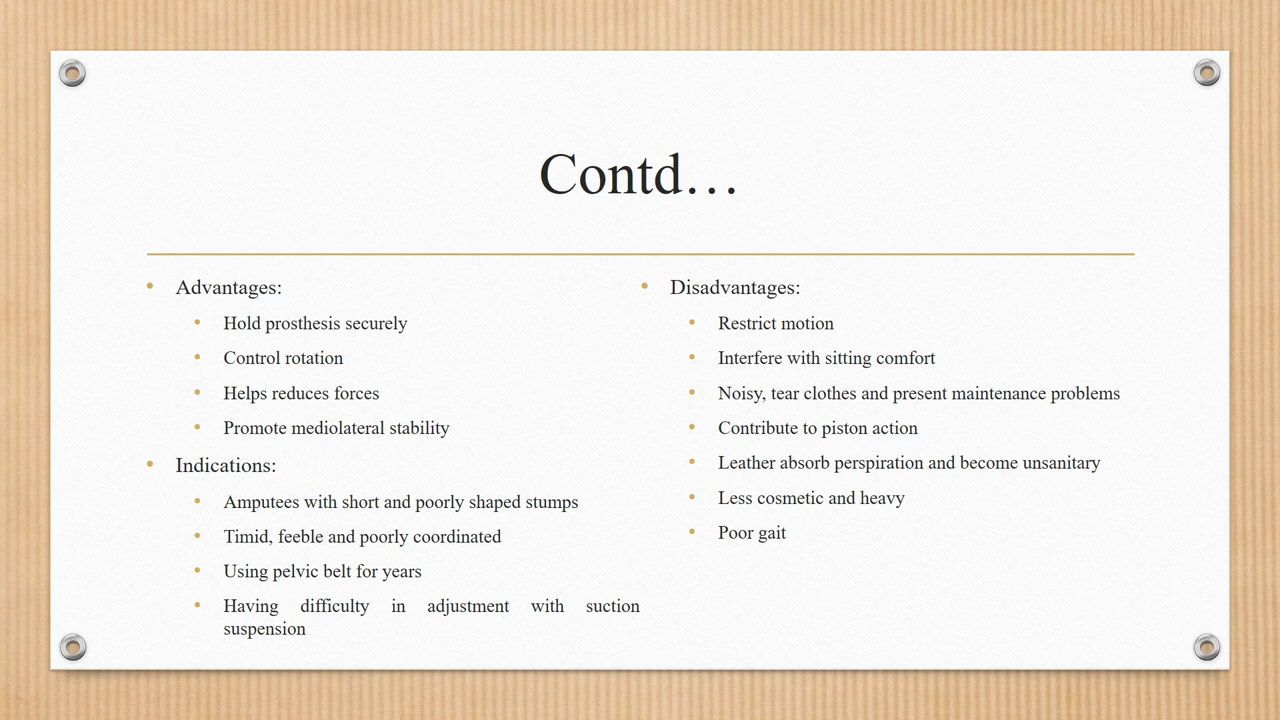 Contd…
• Advantages:
• Hold prosthesis securely
• Control rotation
• Helps reduces forces
• Promote mediolateral stability
• Indications:
• Amputees with short and poorly shaped stumps
• Timid, feeble and poorly coordinated
• Using pelvic belt for years
• Having difficulty in adjustment with suction
suspension
• Disadvantages:
• Restrict motion
• Interfere with sitting comfort
• Noisy, tear clothes and present maintenance problems
• Contribute to piston action
• Leather absorb perspiration and become unsanitary
• Less cosmetic and heavy
• Poor gait